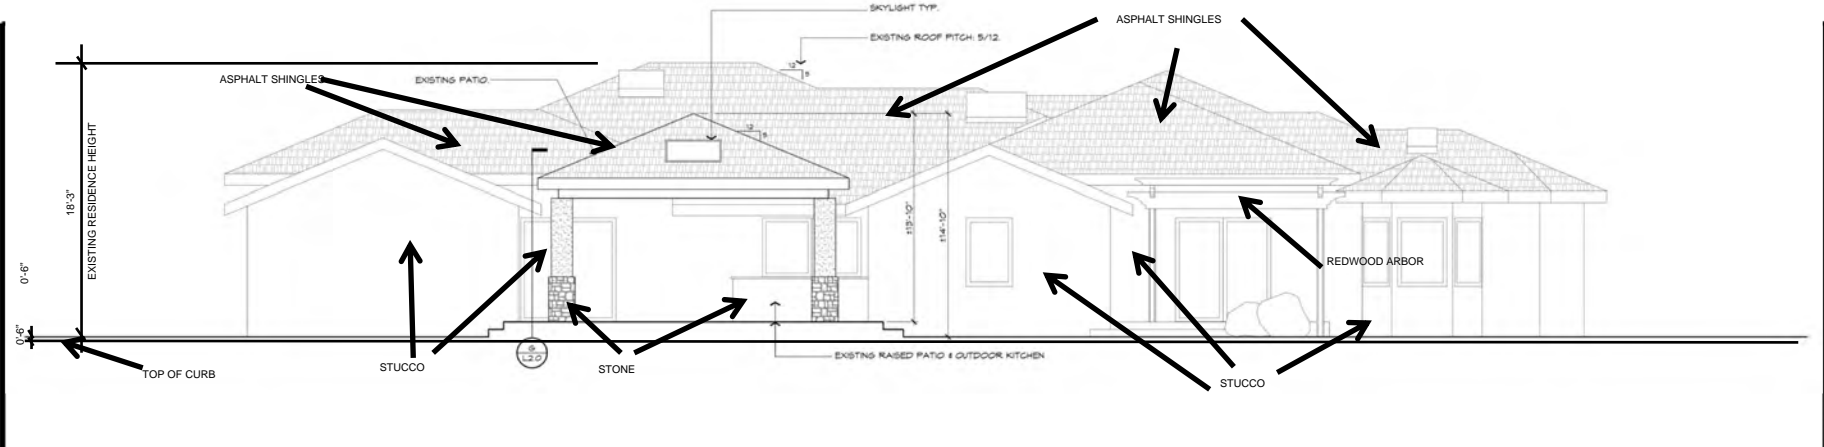 SKYLIGHT TYP.
ASPHALT SHINGLES
EXISTING ROOF PITCH: 5/12.
12
5
ASPHALT SHINGLES
EXISTING PATIO.
12
5
18'-3"
EXISTING RESIDENCE HEIGHT
±13'-10"
±14'-10"
0'-6"
REDWOOD ARBOR
0'-6"
G
L2.0
EXISTING RAISED PATIO & OUTDOOR KITCHEN
TOP OF CURB
STUCCO
STONE
STUCCO